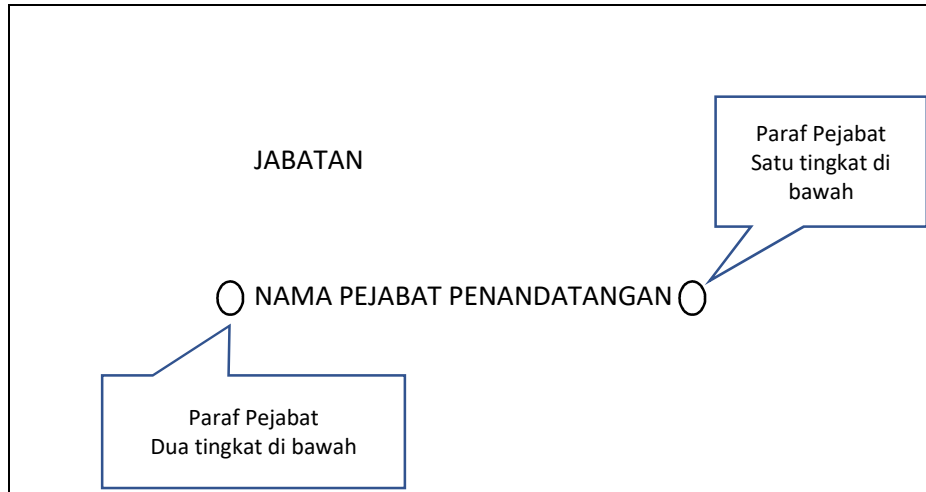 Paraf Pejabat
Satu tingkat di
bawah
JABATAN
NAMA PEJABAT PENANDATANGAN
Paraf Pejabat
Dua tingkat di bawah